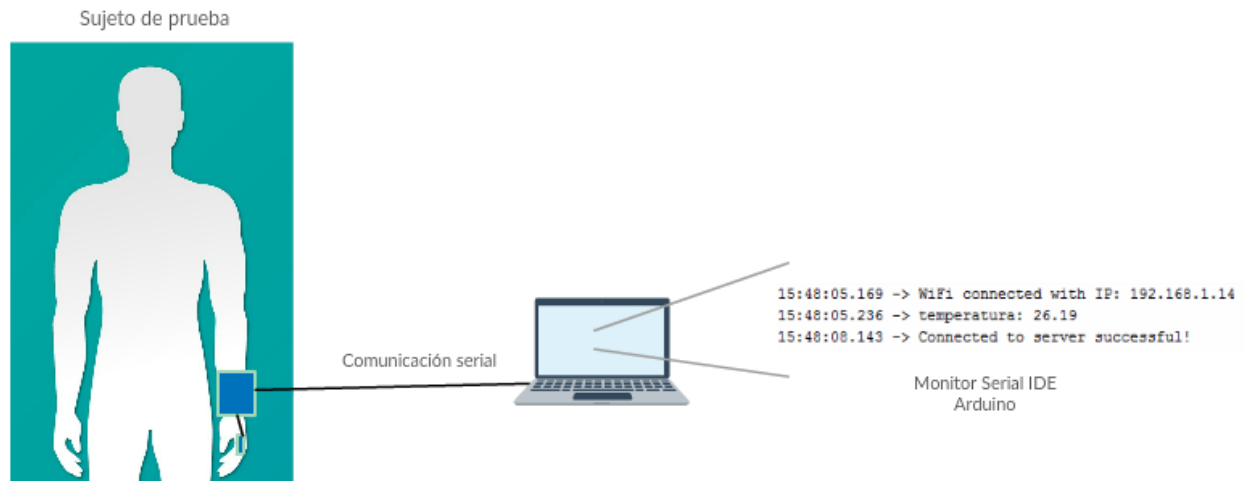 Sujeto de prueba
Comunicación serial
15:48:05.169 -> WiFi connected with IP: 192.168.1.14
15:48:05.236 -> temperatura: 26.19
15:48:08.143 -> Connected to server successful!
Monitor Serial IDE
Arduino